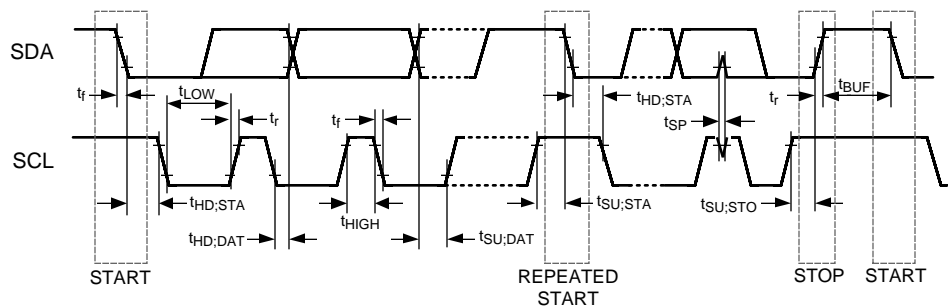 SDA
t_f
t_LOW
t_r
t_f
t_HD;STA
t_SP
t_r
t_BUF
SCL
t_HD;STA
t_HD;DAT
t_HIGH
t_SU;DAT
t_SU;STA
t_SU;STO
START
REPEATED
START
STOP
START